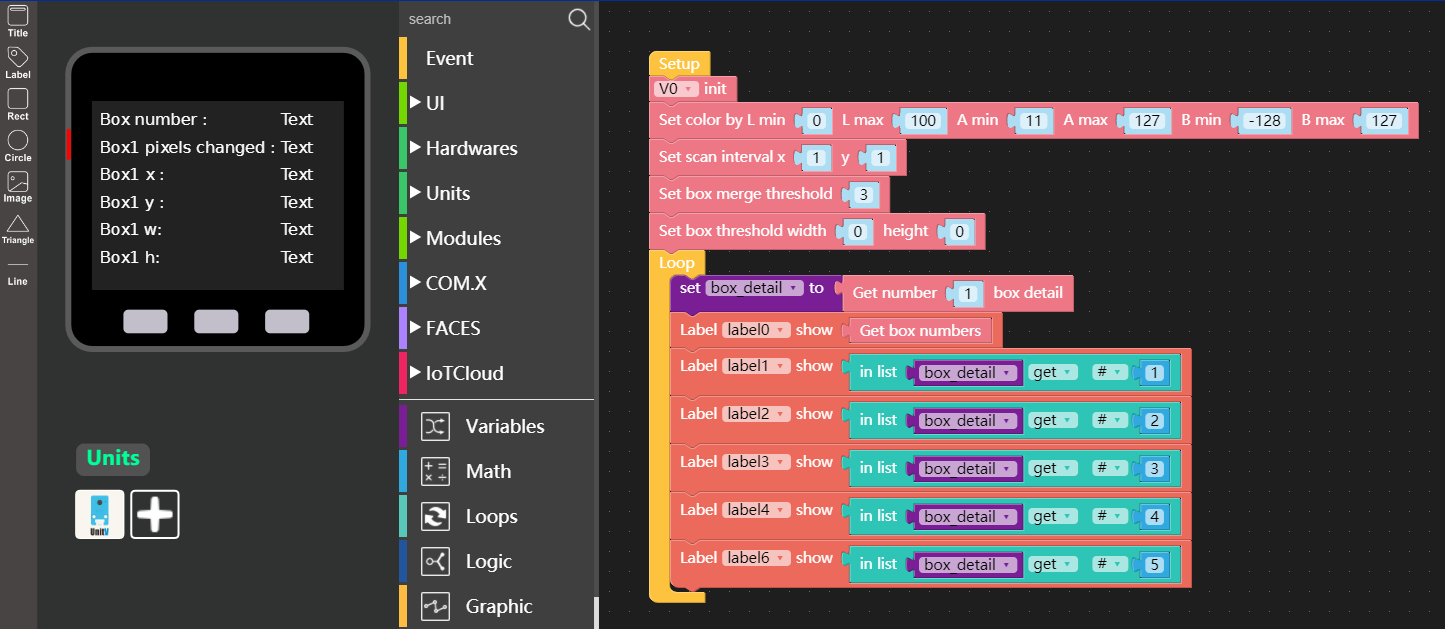 Title
Label
Rect
Circle
Image
Triangle
Line
Box number : Text
Box1 pixels changed : Text
Box1 x : Text
Box1 y : Text
Box1 w: Text
Box1 h: Text
Units
UnitV
search
Event
UI
Hardwares
Units
Modules
COM.X
FACES
IoTCloud
Variables
Math
Loops
Logic
Graphic
Setup
V0 init
Set color by L min 0 L max 100 A min 11 A max 127 B min -128 B max 127
Set scan interval x 1 y 1
Set box merge threshold 3
Set box threshold width 0 height 0
Loop
set box_detail to Get number 1 box detail
Label label0 show Get box numbers
Label label1 show in list box_detail get # 1
Label label2 show in list box_detail get # 2
Label label3 show in list box_detail get # 3
Label label4 show in list box_detail get # 4
Label label6 show in list box_detail get # 5